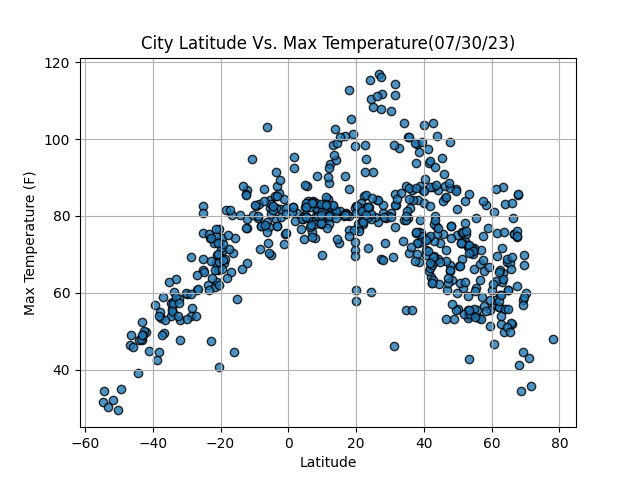 City Latitude Vs. Max Temperature(07/30/23)
120
100
80
60
40
Max Temperature (F)
−60 −40 −20 0 20 40 60 80
Latitude